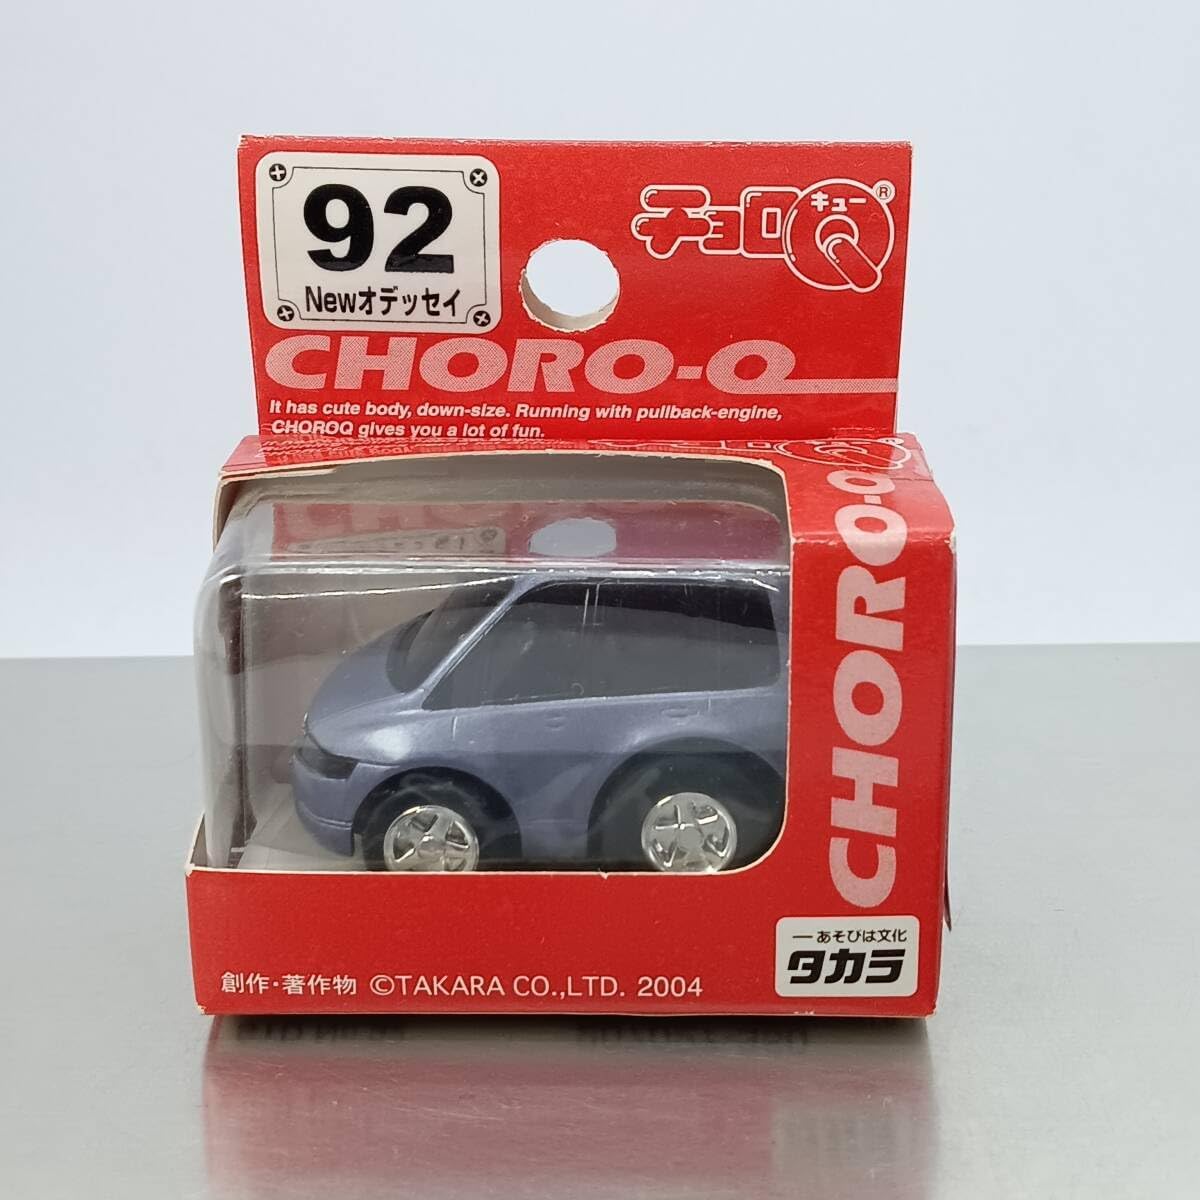 92
Newオデッセイ
チョロキュー
Q®
CHORO-Q
It has cute body, down-size. Running with pullback-engine,
CHOROQ gives you a lot of fun.
CHORO-Q
創作・著作物 ©TAKARA CO.,LTD. 2004
―あそびは文化
タカラ